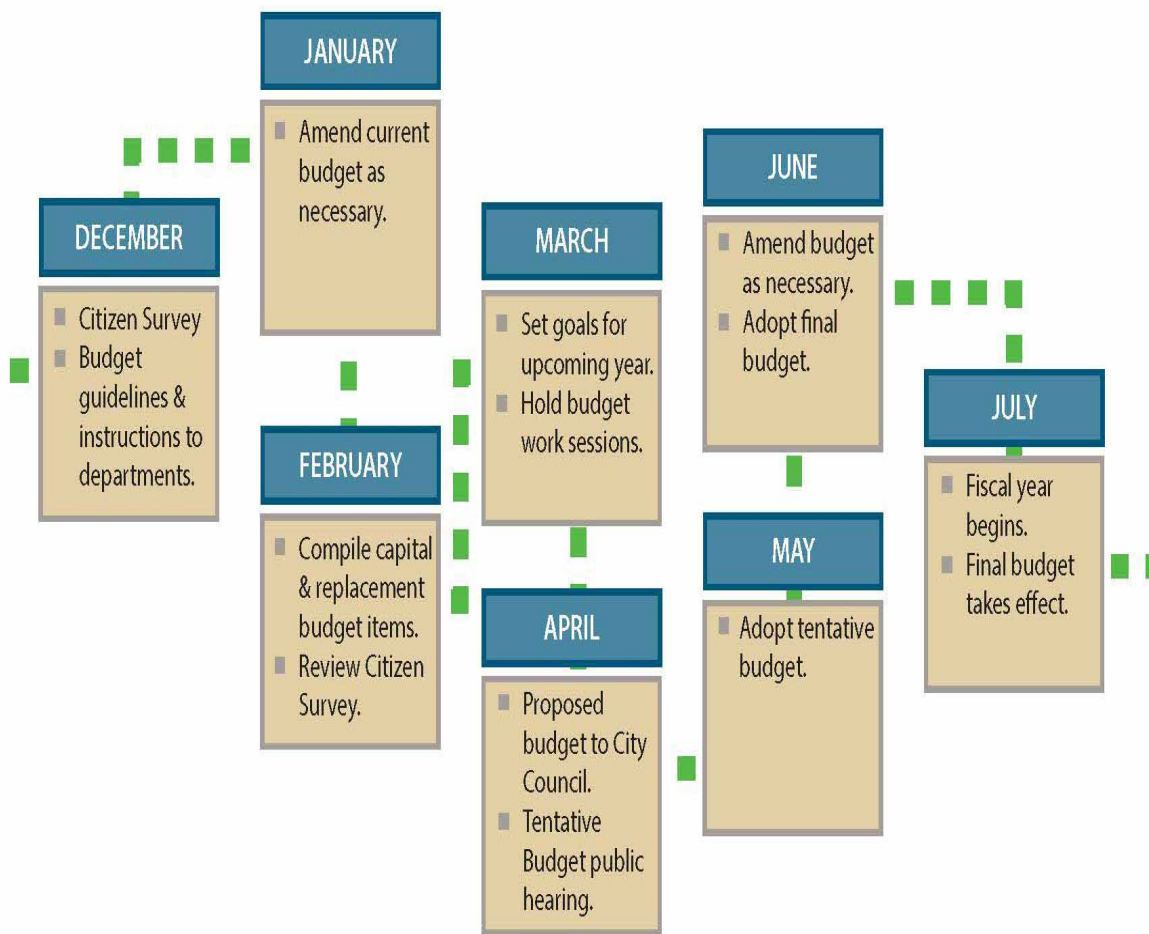 DECEMBER
Citizen Survey
Budget
guidelines &
instructions to
departments.
JANUARY
Amend current
budget as
necessary.
FEBRUARY
Compile capital
& replacement
budget items.
Review Citizen
Survey.
MARCH
Set goals for
upcoming year.
Hold budget
work sessions.
APRIL
Proposed
budget to City
Council.
Tentative
Budget public
hearing.
MAY
Adopt tentative
budget.
JUNE
Amend budget
as necessary.
Adopt final
budget.
JULY
Fiscal year
begins.
Final budget
takes effect.